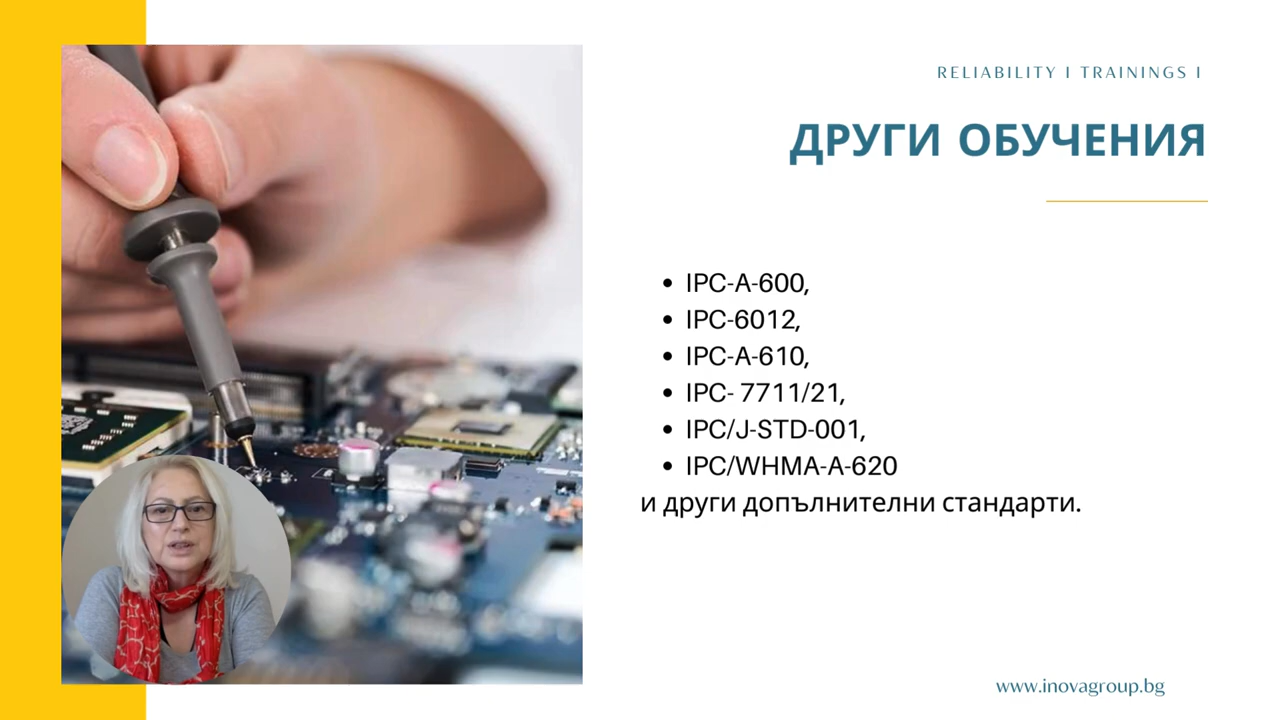 RELIABILITY I TRAININGS I
ДРУГИ ОБУЧЕНИЯ
• IPC-A-600,
• IPC-6012,
• IPC-A-610,
• IPC- 7711/21,
• IPC/J-STD-001,
• IPC/WHMA-A-620
и други допълнителни стандарти.
www.inovagroup.bg